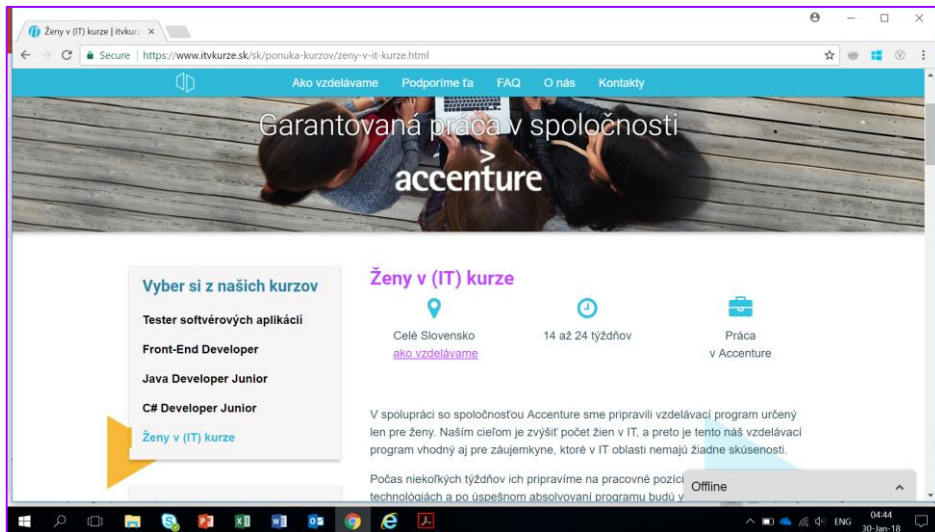 Ženy v (IT) kurze | itvkurz
Secure | https://www.itvkurze.sk/sk/ponuka-kurzov/zeny-v-it-kurze.html
Ako vzdelávame Podporíme ťa FAQ O nás Kontakty
Garantovaná práca v spoločnosti
accenture
Vyber si z našich kurzov
Tester softvérových aplikácií
Front-End Developer
Java Developer Junior
C# Developer Junior
Ženy v (IT) kurze
Ženy v (IT) kurze
Celé Slovensko
ako vzdelávame
14 až 24 týždňov
Práca
v Accenture
V spolupráci so spoločnosťou Accenture sme pripravili vzdelávací program určený
len pre ženy. Naším cieľom je zvýšiť počet žien v IT, a preto je tento náš vzdelávací
program vhodný aj pre záujemkyne, ktoré v IT oblasti nemajú žiadne skúsenosti.
Počas niekoľkých týždňov ich pripravíme na pracovné pozíci
technológiách a po úspešnom absolvovaní programu budú v
Offline
ENG
04:44
30-Jan-18